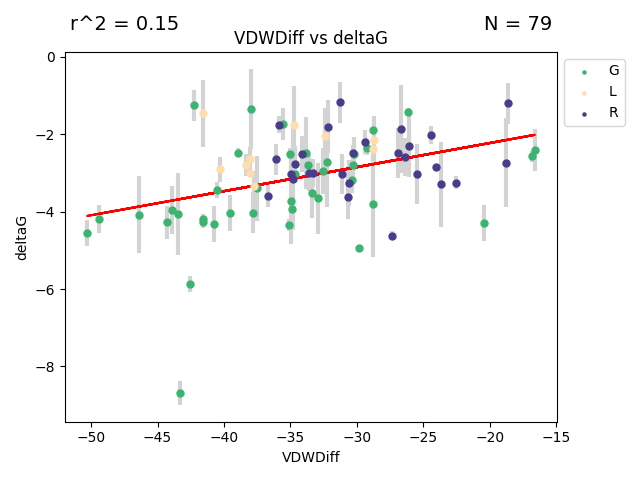 r^2 = 0.15
N = 79
VDWDiff vs deltaG
G
L
R
0
−2
−4
−6
−8
deltaG
−50
−45
−40
−35
−30
−25
−20
−15
VDWDiff